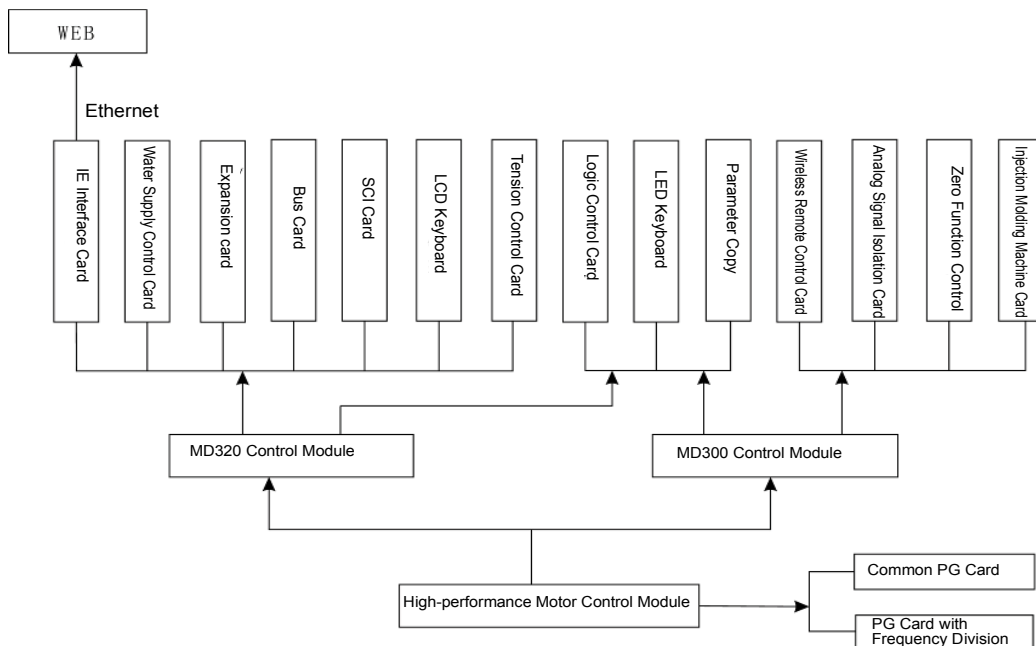 WEB
Ethernet
IE Interface Card
Water Supply Control Card
Expansion card
Bus Card
SCI Card
LCD Keyboard
Tension Control Card
Logic Control Card
LED Keyboard
Parameter Copy
Wireless Remote Control Card
Analog Signal Isolation Card
Zero Function Control
Injection Molding Machine Card
MD320 Control Module
MD300 Control Module
High-performance Motor Control Module
Common PG Card
PG Card with
Frequency Division